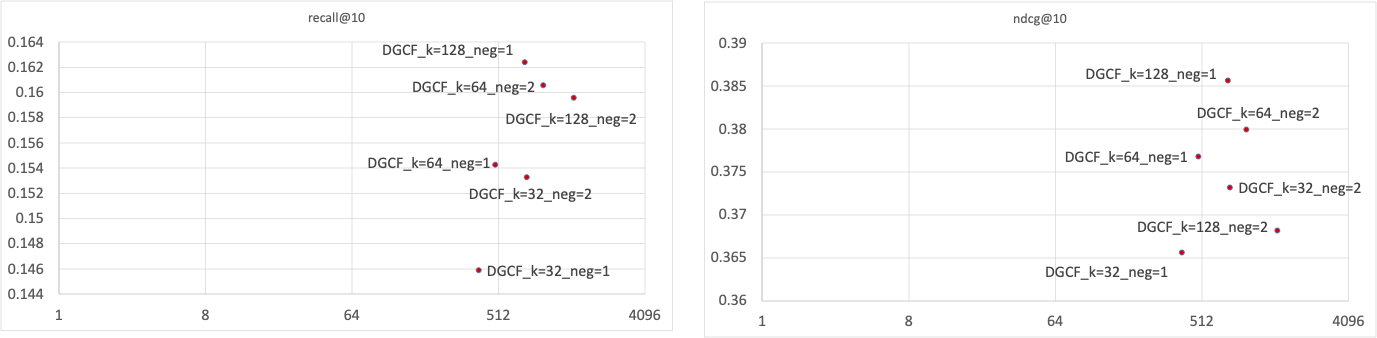 recall@10
0.164
0.162
0.16
0.158
0.156
0.154
0.152
0.15
0.148
0.146
0.144
DGCF_k=128_neg=1
DGCF_k=64_neg=2
DGCF_k=128_neg=2
DGCF_k=64_neg=1
DGCF_k=32_neg=2
DGCF_k=32_neg=1
1 8 64 512 4096
ndcg@10
0.39
0.385
0.38
0.375
0.37
0.365
0.36
DGCF_k=128_neg=1
DGCF_k=64_neg=2
DGCF_k=64_neg=1
DGCF_k=32_neg=2
DGCF_k=128_neg=2
DGCF_k=32_neg=1
1 8 64 512 4096